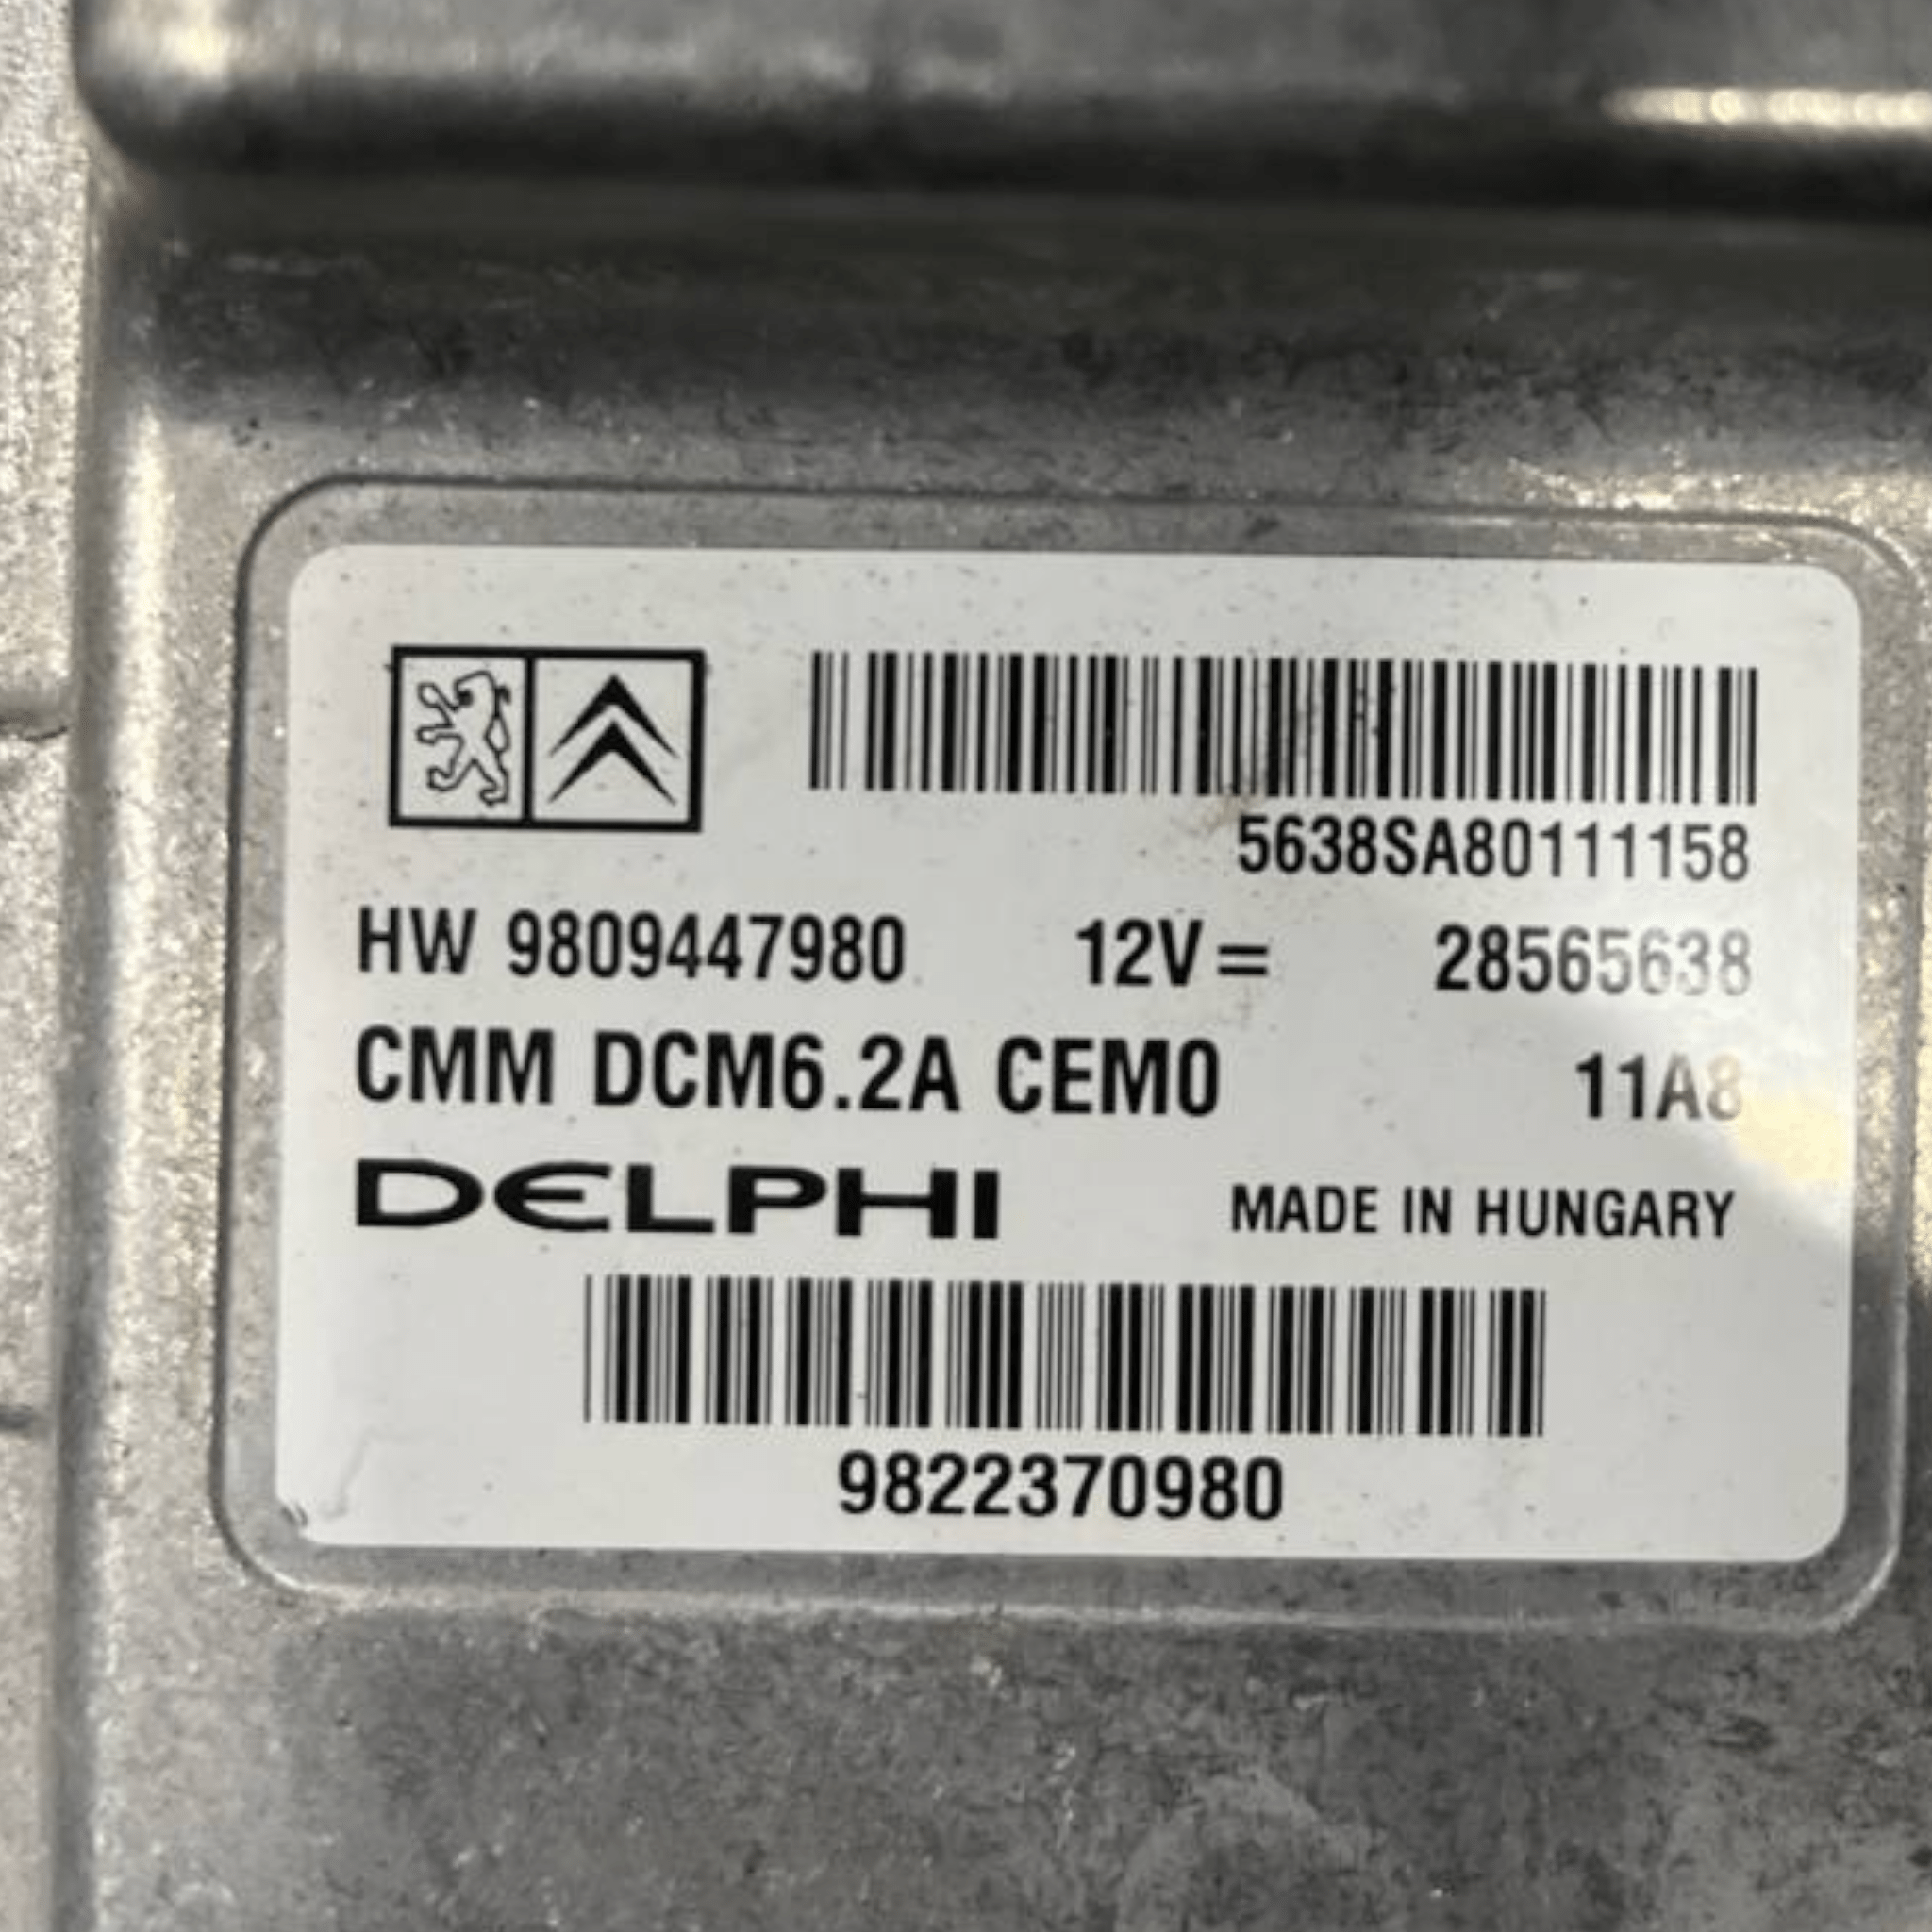 5638SA80111158
HW 9809447980 12V= 28565638
CMM DCM6.2A CEM0 11A8
DELPHI MADE IN HUNGARY
9822370980